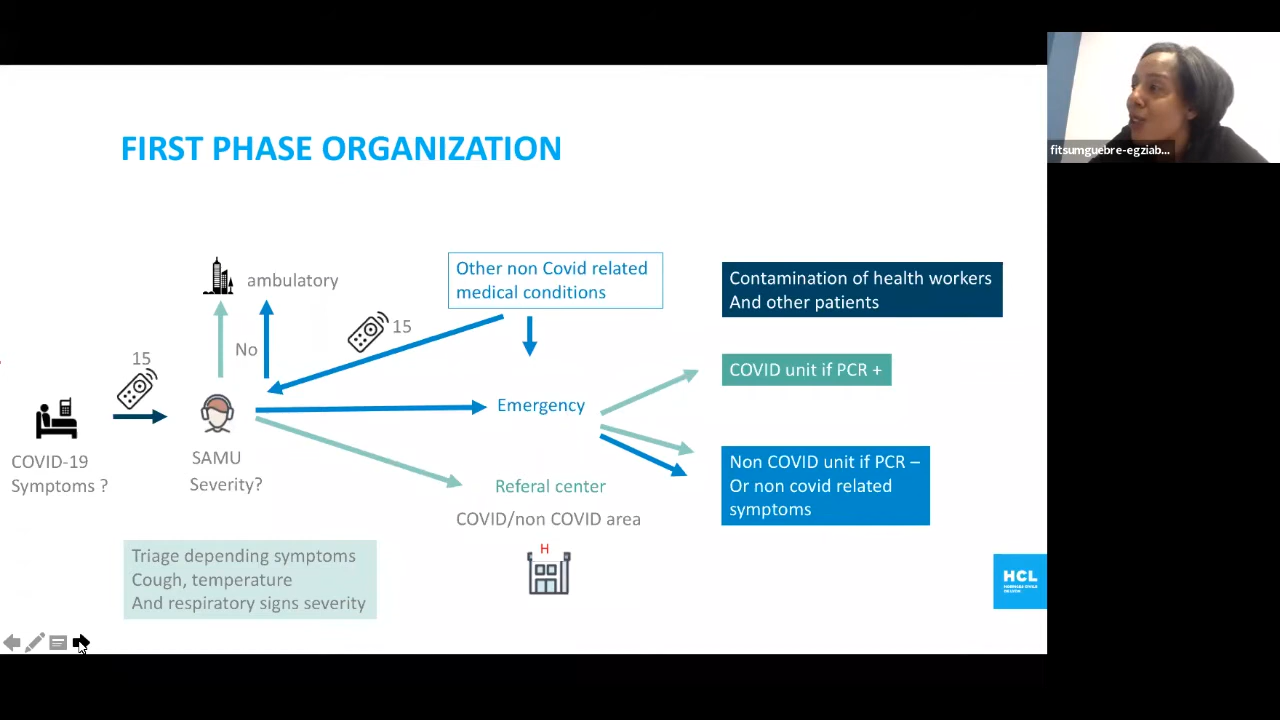 FIRST PHASE ORGANIZATION
fitsumguebre-egziab...
ambulatory
Other non Covid related
medical conditions
Contamination of health workers
And other patients
15
No
15
COVID unit if PCR +
Emergency
COVID-19
Symptoms ?
SAMU
Severity?
Non COVID unit if PCR –
Or non covid related
symptoms
Referal center
COVID/non COVID area
H
Triage depending symptoms
Cough, temperature
And respiratory signs severity
HCL